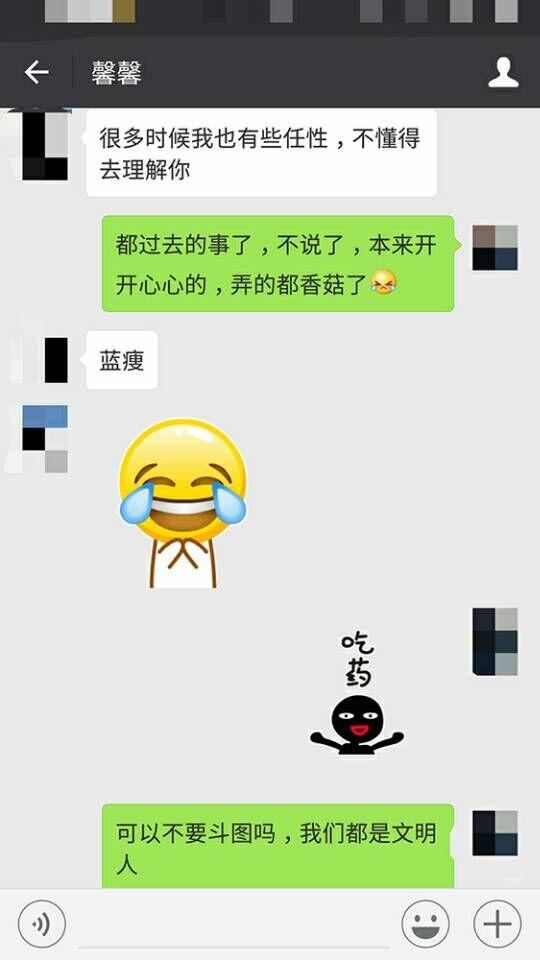 馨馨
很多时候我也有些任性，不懂得
去理解你
都过去的事了，不说了，本来开
开心心的，弄的都香菇了😹
蓝瘦
吃
药
可以不要斗图吗，我们都是文明
人